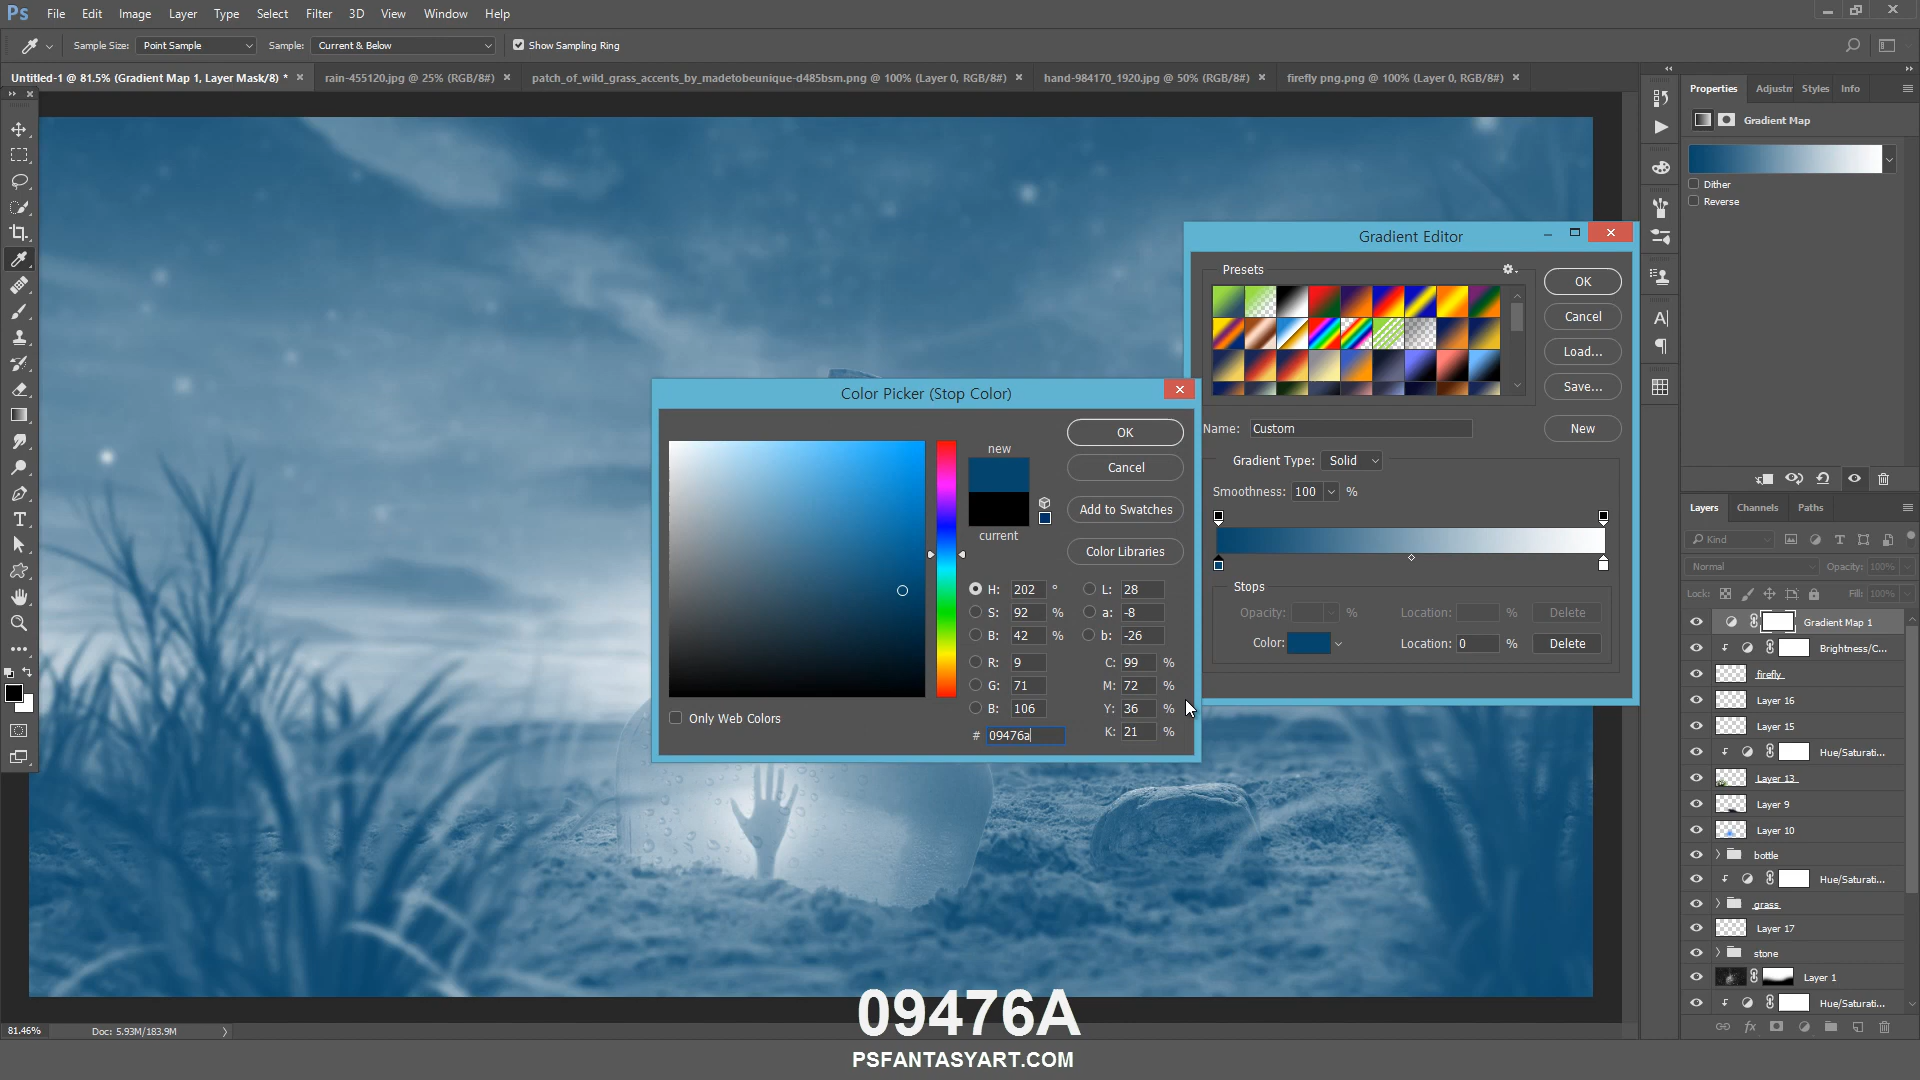 Ps File Edit Image Layer Type Select Filter 3D View Window Help
Sample Size: Point Sample Sample: Current & Below Show Sampling Ring
Untitled-1 @ 81.5% (Gradient Map 1, Layer Mask/8) * × rain-455120.jpg @ 25% (RGB/8#) × patch_of_wild_grass_accents_by_madetobeunique-d485bsm.png @ 100% (Layer 0, RGB/8#) × hand-984170_1920.jpg @ 50% (RGB/8#) × firefly png.png @ 100% (Layer 0, RGB/8#) ×
Properties Adjustm Styles Info
Gradient Map
Dither
Reverse
Gradient Editor
Presets
OK
Cancel
Load...
Save...
Name: Custom
New
Gradient Type: Solid
Smoothness: 100 %
Stops
Opacity: % Location: % Delete
Color: Location: 0 % Delete
Color Picker (Stop Color)
new
current
OK
Cancel
Add to Swatches
Color Libraries
H: 202 ° L: 28
S: 92 % a: -8
B: 42 % b: -26
R: 9 C: 99 %
G: 71 M: 72 %
B: 106 Y: 36 %
# 09476a K: 21 %
Only Web Colors
Layers Channels Paths
Kind
Normal Opacity: 100%
Lock: Fill: 100%
Gradient Map 1
Brightness/C...
firefly
Layer 16
Layer 15
Hue/Saturati...
Layer 13
Layer 9
Layer 10
bottle
Hue/Saturati...
grass
Layer 17
stone
Layer 1
Hue/Saturati...
fx
81.46% Doc: 5.93M/183.9M
09476A
PSFANTASYART.COM